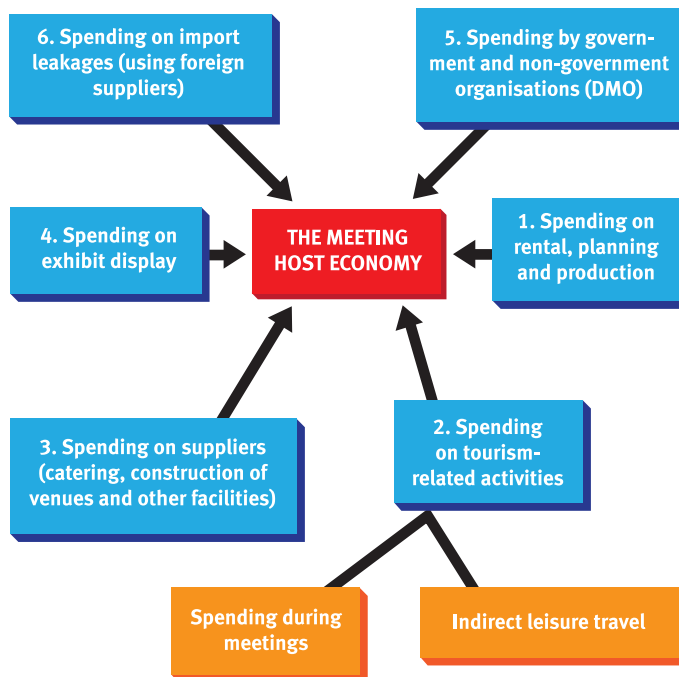 6. Spending on import
leakages (using foreign
suppliers)
5. Spending by govern-
ment and non-government
organisations (DMO)
4. Spending on
exhibit display
THE MEETING
HOST ECONOMY
1. Spending on
rental, planning
and production
3. Spending on suppliers
(catering, construction of
venues and other facilities)
2. Spending
on tourism-
related activities
Spending during
meetings
Indirect leisure travel